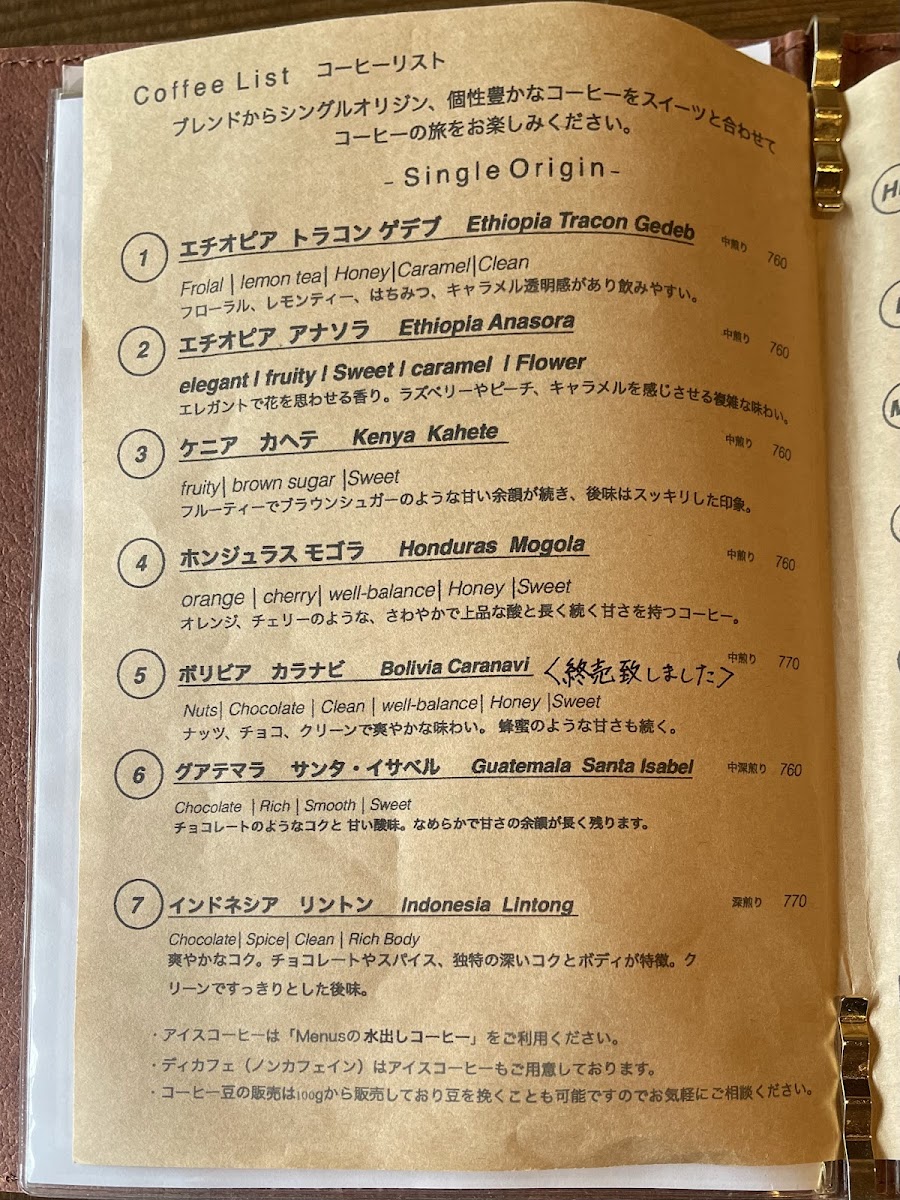 Coffee List コーヒーリスト
ブレンドからシングルオリジン、個性豊かなコーヒーをスイーツと合わせて
コーヒーの旅をお楽しみください。
- Single Origin -
1 エチオピア トラコン ゲデブ Ethiopia Tracon Gedeb 中煎り 760
Frolal | lemon tea| Honey|Caramel|Clean
フローラル、レモンティー、はちみつ、キャラメル透明感があり飲みやすい。
2 エチオピア アナソラ Ethiopia Anasora 中煎り 760
elegant l fruity l Sweet l caramel l Flower
エレガントで花を思わせる香り。ラズベリーやピーチ、キャラメルを感じさせる複雑な味わい。
3 ケニア カヘテ Kenya Kahete 中煎り 760
fruity| brown sugar |Sweet
フルーティーでブラウンシュガーのような甘い余韻が続き、後味はスッキリした印象。
4 ホンジュラス モゴラ Honduras Mogola 中煎り 760
orange | cherry| well-balance| Honey |Sweet
オレンジ、チェリーのような、さわやかで上品な酸と長く続く甘さを持つコーヒー。
5 ボリビア カラナビ Bolivia Caranavi 〈終売致しました〉 中煎り 770
Nuts| Chocolate | Clean | well-balance| Honey |Sweet
ナッツ、チョコ、クリーンで爽やかな味わい。 蜂蜜のような甘さも続く。
6 グアテマラ サンタ・イサベル Guatemala Santa Isabel 中深煎り 760
Chocolate | Rich | Smooth | Sweet
チョコレートのようなコクと 甘い酸味。なめらかで甘さの余韻が長く残ります。
7 インドネシア リントン Indonesia Lintong 深煎り 770
Chocolate| Spice| Clean | Rich Body
爽やかなコク。チョコレートやスパイス、独特の深いコクとボディが特徴。ク
リーンですっきりとした後味。
・アイスコーヒーは「Menusの 水出しコーヒー」をご利用ください。
・ディカフェ（ノンカフェイン）はアイスコーヒーもご用意しております。
・コーヒー豆の販売は100gから販売しており豆を挽くことも可能ですのでお気軽にご相談ください。